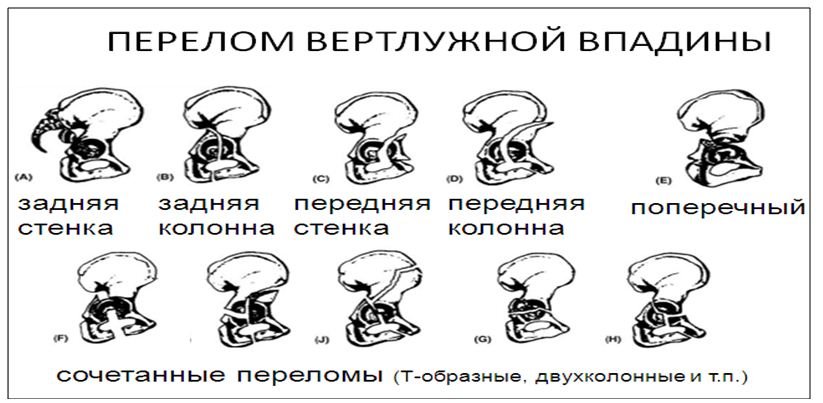 ПЕРЕЛОМ ВЕРТЛУЖНОЙ ВПАДИНЫ
(A) (B) (C) (D) (E)
задняя стенка
задняя колонна
передняя стенка
передняя колонна
поперечный
(F) (J) (G) (H)
сочетанные переломы (Т-образные, двухколонные и т.п.)